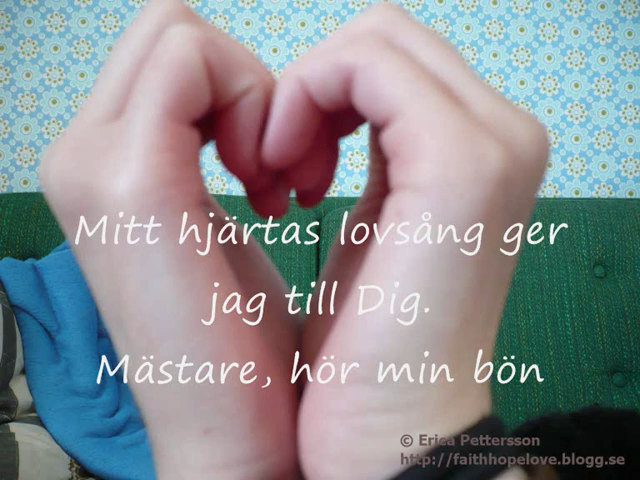 Mitt hjärtas lovsång ger
jag till Dig.
Mästare, hör min bön
© Erica Pettersson
http://faithhopelove.blogg.se